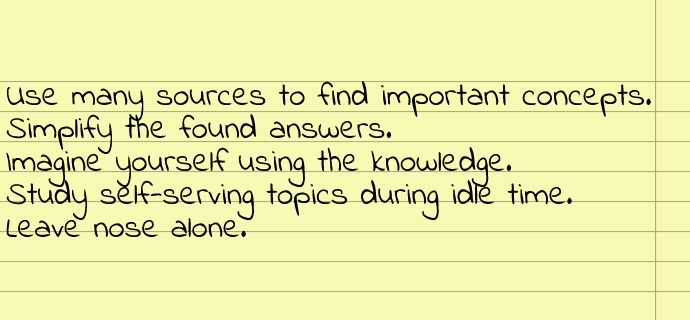 Use many sources to find important concepts.
Simplify the found answers.
Imagine yourself using the knowledge.
Study self-serving topics during idle time.
Leave nose alone.